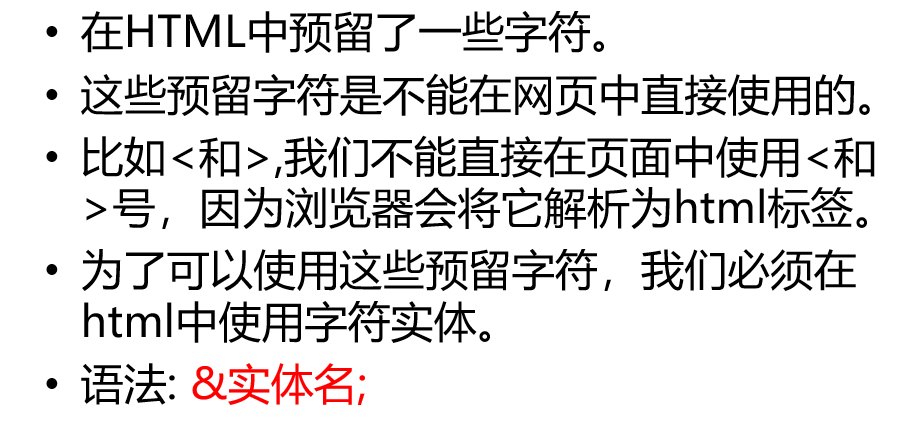 • 在HTML中预留了一些字符。
• 这些预留字符是不能在网页中直接使用的。
• 比如<和>,我们不能直接在页面中使用<和
>号，因为浏览器会将它解析为html标签。
• 为了可以使用这些预留字符，我们必须在
html中使用字符实体。
• 语法: &实体名;